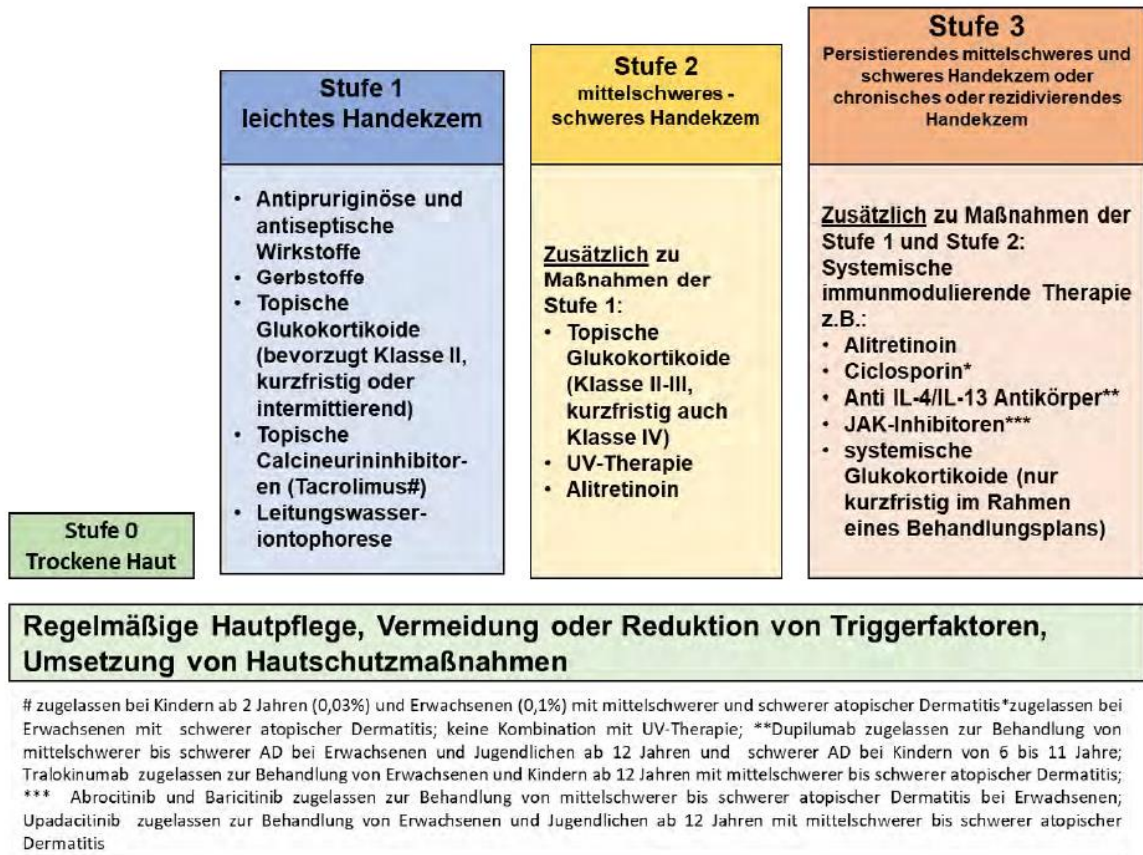 Stufe 0
Trockene Haut
Stufe 1
leichtes Handekzem
• Antipruriginöse und
antiseptische
Wirkstoffe
• Gerbstoffe
• Topische
Glukokortikoide
(bevorzugt Klasse II,
kurzfristig oder
intermittierend)
• Topische
Calcineurininhibitor-
en (Tacrolimus#)
• Leitungswasser-
iontophorese
Stufe 2
mittelschweres -
schweres Handekzem
Zusätzlich zu
Maßnahmen der
Stufe 1:
• Topische
Glukokortikoide
(Klasse II-III,
kurzfristig auch
Klasse IV)
• UV-Therapie
• Alitretinoin
Stufe 3
Persistierendes mittelschweres und
schweres Handekzem oder
chronisches oder rezidivierendes
Handekzem
Zusätzlich zu Maßnahmen der
Stufe 1 und Stufe 2:
Systemische
immunmodulierende Therapie
z.B.:
• Alitretinoin
• Ciclosporin*
• Anti IL-4/IL-13 Antikörper**
• JAK-Inhibitoren***
• systemische
Glukokortikoide (nur
kurzfristig im Rahmen
eines Behandlungsplans)
Regelmäßige Hautpflege, Vermeidung oder Reduktion von Triggerfaktoren,
Umsetzung von Hautschutzmaßnahmen
# zugelassen bei Kindern ab 2 Jahren (0,03%) und Erwachsenen (0,1%) mit mittelschwerer und schwerer atopischer Dermatitis*zugelassen bei
Erwachsenen mit schwerer atopischer Dermatitis; keine Kombination mit UV-Therapie; **Dupilumab zugelassen zur Behandlung von
mittelschwerer bis schwerer AD bei Erwachsenen und Jugendlichen ab 12 Jahren und schwerer AD bei Kindern von 6 bis 11 Jahre;
Tralokinumab zugelassen zur Behandlung von Erwachsenen und Kindern ab 12 Jahren mit mittelschwerer bis schwerer atopischer Dermatitis;
*** Abrocitinib und Baricitinib zugelassen zur Behandlung von mittelschwerer bis schwerer atopischer Dermatitis bei Erwachsenen;
Upadacitinib zugelassen zur Behandlung von Erwachsenen und Jugendlichen ab 12 Jahren mit mittelschwerer bis schwerer atopischer
Dermatitis